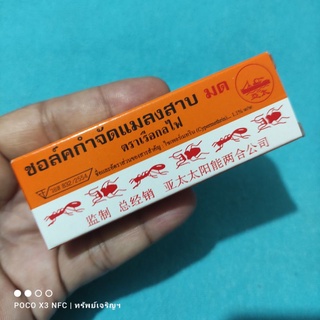 ชอล์คกำจัดแมลงสาบ มด
ตราเรือกลไฟ
监制 总经销 亚太太阳能两合公司
POCO X3 NFC | ทรัพย์เจริญฯ